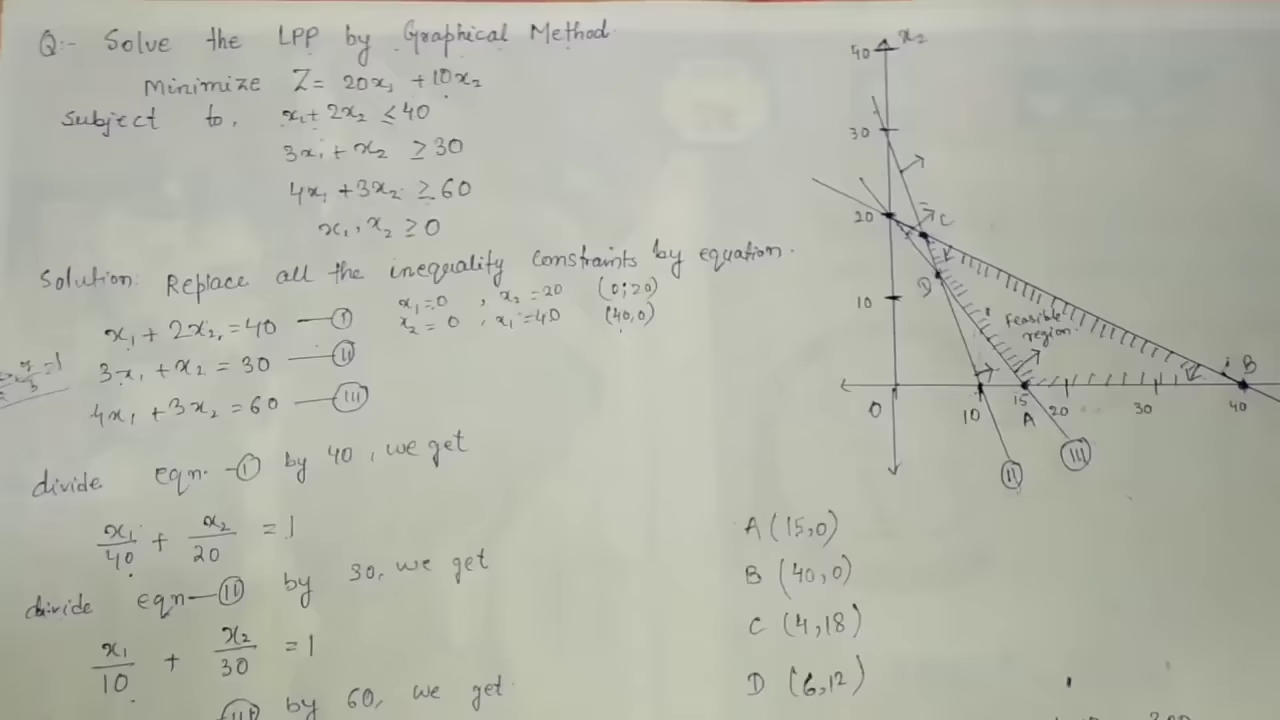 Q:- Solve the LPP by Graphical Method.
Minimize Z = 20x₁ + 10x₂
Subject to, x₁ + 2x₂ ≤ 40
3x₁ + x₂ ≥ 30
4x₁ + 3x₂ ≥ 60
x₁, x₂ ≥ 0
Solution: Replace all the inequality constraints by equation.
x₁ + 2x₂ = 40 — (I) x₁ = 0, x₂ = 20 (0, 20)
x₂ = 0, x₁ = 40 (40, 0)
3x₁ + x₂ = 30 — (II)
4x₁ + 3x₂ = 60 — (III)
divide eqn. - (I) by 40, we get
x₁/40 + x₂/20 = 1
divide eqn — (II) by 30, we get
x₁/10 + x₂/30 = 1
(III) by 60, we get
x₂
40
30
20
C
10
D
Feasible
region
B
0
10
15
20
30
40
A
(II)
(III)
A (15,0)
B (40,0)
C (4,18)
D (6,12)